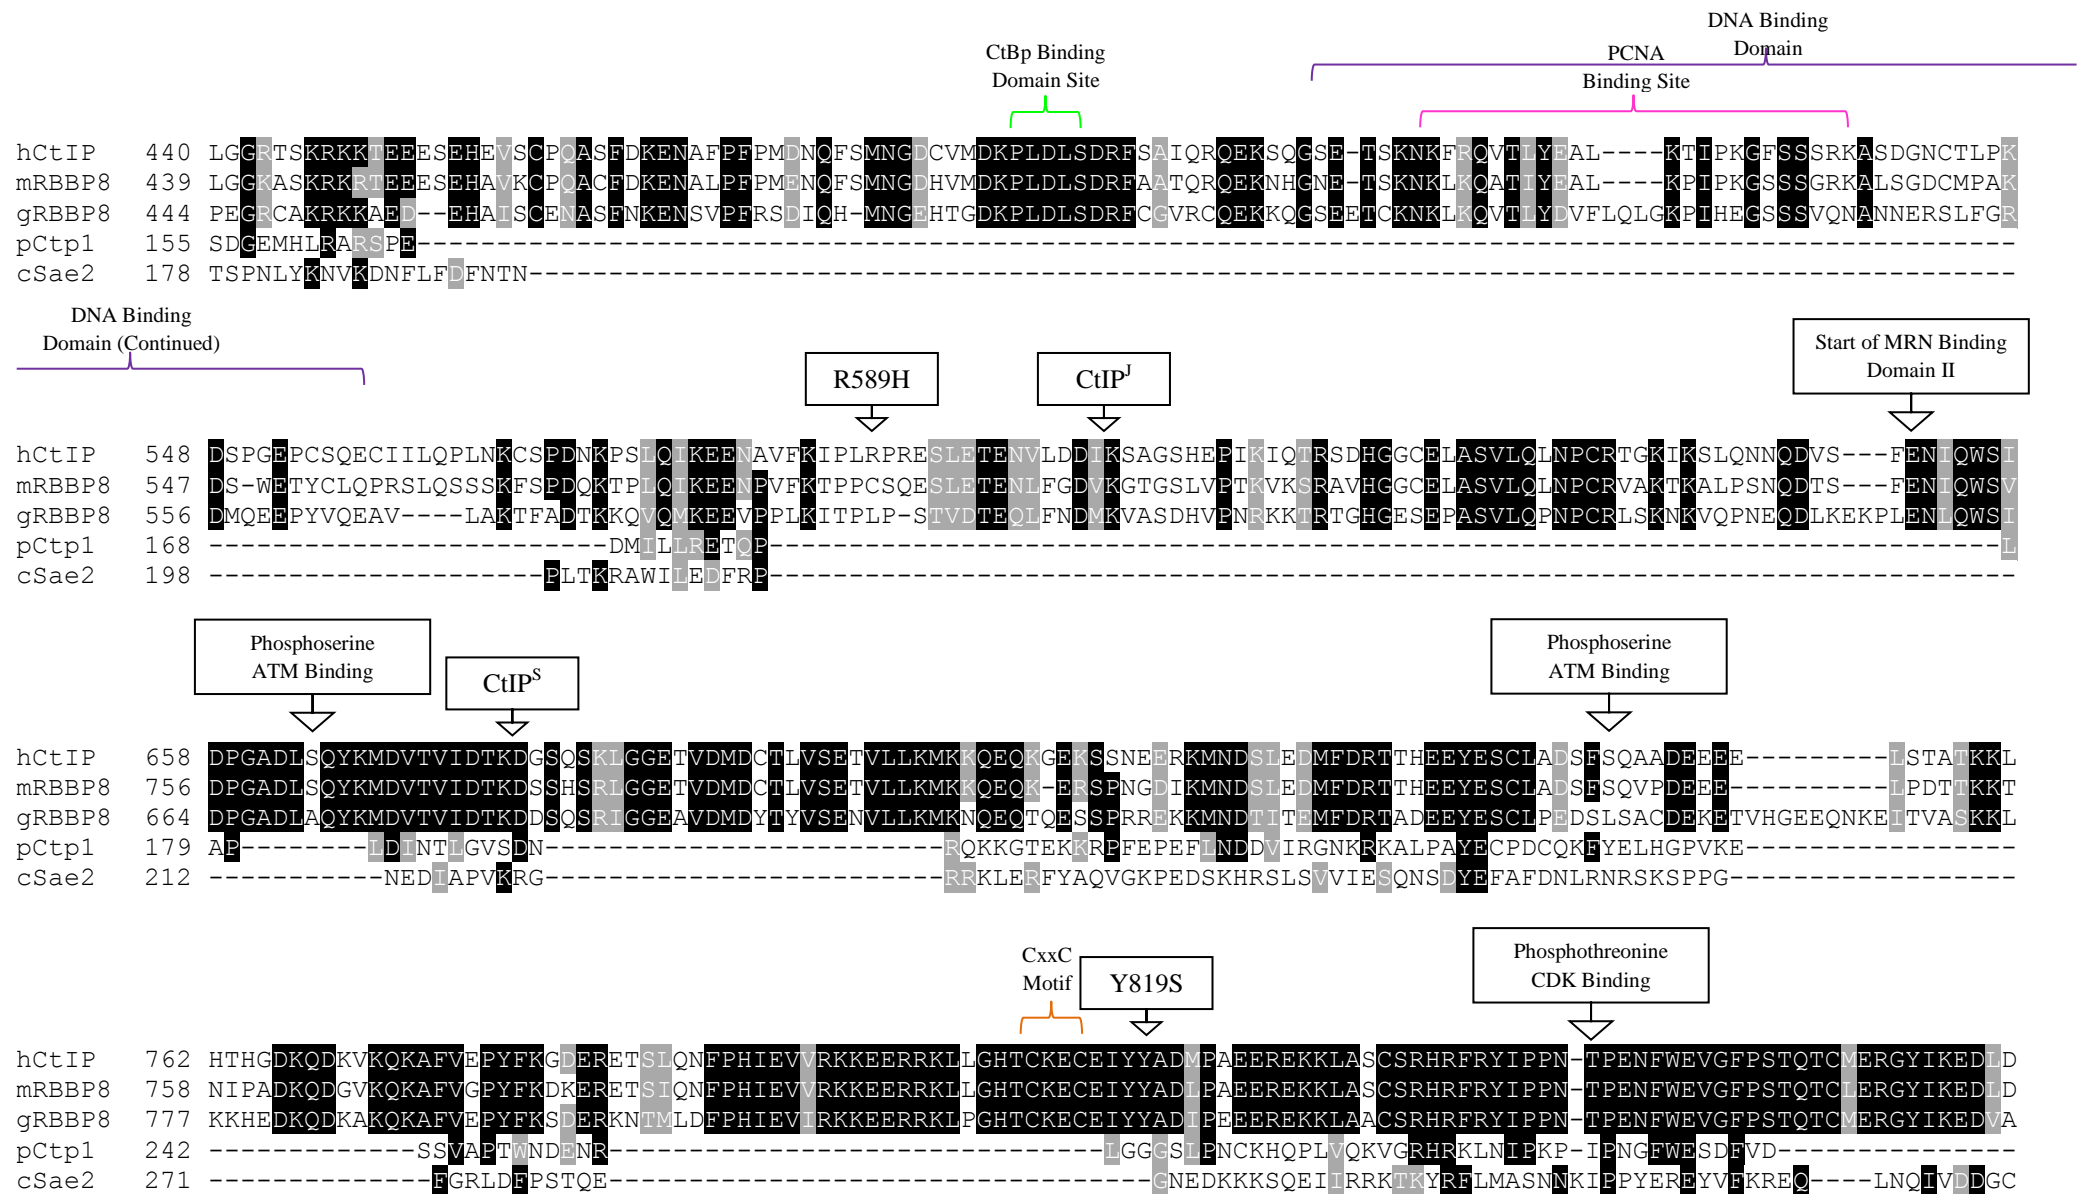 DNA Binding
Domain
CtBp Binding
Domain Site
PCNA
Binding Site
hCtIP 440 LGGRTSKRKKTEEESEHEVSCPQASFDKENAFPFPMDNQFSMNGDCVMDKPLDLSDRFSAIQRQEKSQGSE-TSKNKFRQVTLYEAL----KTIPKGFSSSRKASDGNCTLPK
mRBBP8 439 LGGKASKRKRTEEESEHAVKCPQACFDKENALPFPMENQFSMNGDHVMDKPLDLSDRFAATQRQEKNHGNE-TSKNKLKQATIYEAL----KPIPKGSSSGRKALSGDCMPAK
gRBBP8 444 PEGRCAKRKKAED--EHAISCENASFNKENSVPFRSDIQH-MNGEHTGDKPLDLSDRFCGVRCQEKKQGSEETCKNKLKQVTLYDVFLQLGKPIHEGSSSVQNANNERSLFGR
pCtp1 155 SDGEMHLRARSPE----------------------------------------------------------------------------------------------------
cSae2 178 TSPNLYKNVKDNFLFDFNTN---------------------------------------------------------------------------------------------
DNA Binding
Domain (Continued)
R589H
CtIPJ
Start of MRN Binding
Domain II
hCtIP 548 DSPGEPCSQECIILQPLNKCSPDNKPSLQIKEENAVFKIPLRPRESLETENVLDDIKSAGSHEPIKIQTRSDHGGCELASVLQLNPCRTGKIKSLQNNQDVS---FENIQWSI
mRBBP8 547 DS-WETYCLQPRSLQSSSKFSPDQKTPLQIKEENPVFKTPPCSQESLETENLFGDVKGTGSLVPTKVKSRAVHGGCELASVLQLNPCRVAKTKALPSNQDTS---FENIQWSV
gRBBP8 556 DMQEEPYVQEAV----LAKTFADTKKQVQMKEEVPPLKITPLP-STVDTEQLFNDMKVASDHVPNRKKTRTGHGESEPASVLQPNPCRLSKNKVQPNEQDLKEKPLENLQWSI
pCtp1 168 -------------------------DMILLRETQP-----------------------------------------------------------------------------L
cSae2 198 ---------------------PLTKRAWILEDFRP------------------------------------------------------------------------------
Phosphoserine
ATM Binding
CtIPS
Phosphoserine
ATM Binding
hCtIP 658 DPGADLSQYKMDVTVIDTKDGSQSKLGGETVDMDCTLVSETVLLKMKKQEQKGEKSSNEERKMNDSLEDMFDRTTHEEYESCLADSFSQAADEEEE---------LSTATKKL
mRBBP8 756 DPGADLSQYKMDVTVIDTKDSSHSRLGGETVDMDCTLVSETVLLKMKKQEQK-ERSPNGDIKMNDSLEDMFDRTTHEEYESCLADSFSQVPDEEE----------LPDTTKKT
gRBBP8 664 DPGADLAQYKMDVTVIDTKDDSQSRIGGEAVDMDYTYVSENVLLKMKNQEQTQESSPRREKKMNDTITEMFDRTADEEYESCLPEDSLSACDEKETVHGEEQNKEITVASKKL
pCtp1 179 AP--------LDINTLGVSDN-------------------------RQKKGTEKKRPFEPEFLNDDVIRGNKRKALPAYECPDCQKFYELHGPVKE-----------------
cSae2 212 -----------NEDIAPVKRG-------------------------RRKLERFYAQVGKPEDSKHRSLSVVIESQNSDYEFAFDNLRNRSKSPPG------------------
CxxC
Motif
Y819S
Phosphothreonine
CDK Binding
hCtIP 762 HTHGDKQDKVKQKAFVEPYFKGDERETSLQNFPHIEVVRKKEERRKLLGHTCKECEIYYADMPAEEREKKLASCSRHRFRYIPPN-TPENFWEVGFPSTQTCMERGYIKEDLD
mRBBP8 758 NIPADKQDGVKQKAFVGPYFKDKERETSIQNFPHIEVVRKKEERRKLLGHTCKECEIYYADLPAEEREKKLASCSRHRFRYIPPN-TPENFWEVGFPSTQTCLERGYIKEDLD
gRBBP8 777 KKHEDKQDKAKQKAFVEPYFKSDERKNTMLDFPHIEVIRKKEERRKLPGHTCKECEIYYADIPEEEREKKLAACSRHRFRYIPPN-TPENFWEVGFPSTQTCMERGYIKEDVA
pCtp1 242 -------------SSVAPTWNDENR-------------------------------LGGGSLPNCKHQPLVQKVGRHRKLNIPKP-IPNGFWESDFVD---------------
cSae2 271 --------------FGRLDFPSTQE----------------------------------GNEDKKKSQEIIRRKTKYRFLMASNNKIPPYEREYVFKREQ----LNQIVDDGC